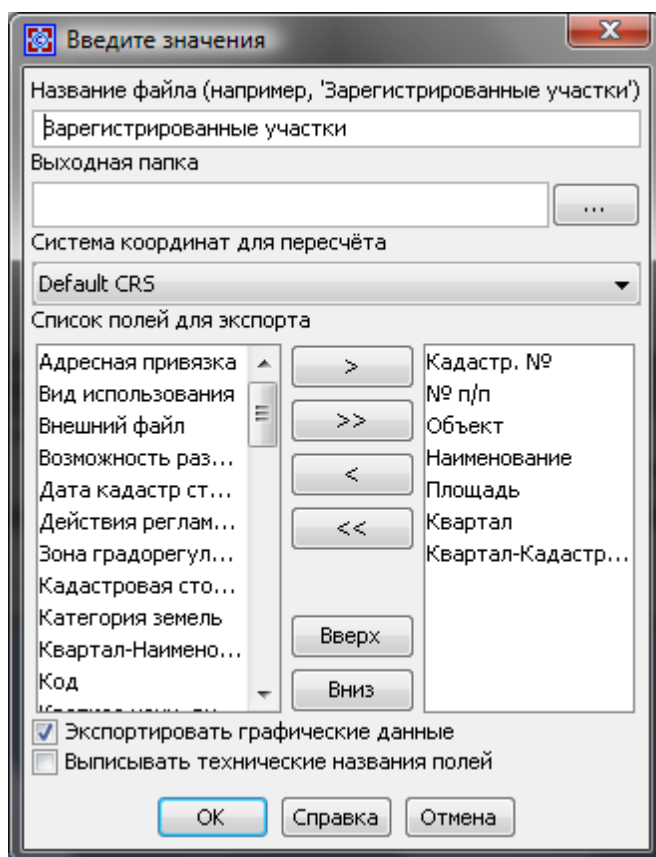 Введите значения
Название файла (например, 'Зарегистрированные участки')
Зарегистрированные участки
Выходная папка
...
Система координат для пересчёта
Default CRS
Список полей для экспорта
Адресная привязка
Вид использования
Внешний файл
Возможность раз...
Дата кадастр ст...
Действия реглам...
Зона градорегул...
Кадастровая сто...
Категория земель
Квартал-Наимено...
Код
>
>>
<
<<
Вверх
Вниз
Кадастр. №
№ п/п
Объект
Наименование
Площадь
Квартал
Квартал-Кадастр...
Экспортировать графические данные
Выписывать технические названия полей
OK
Справка
Отмена